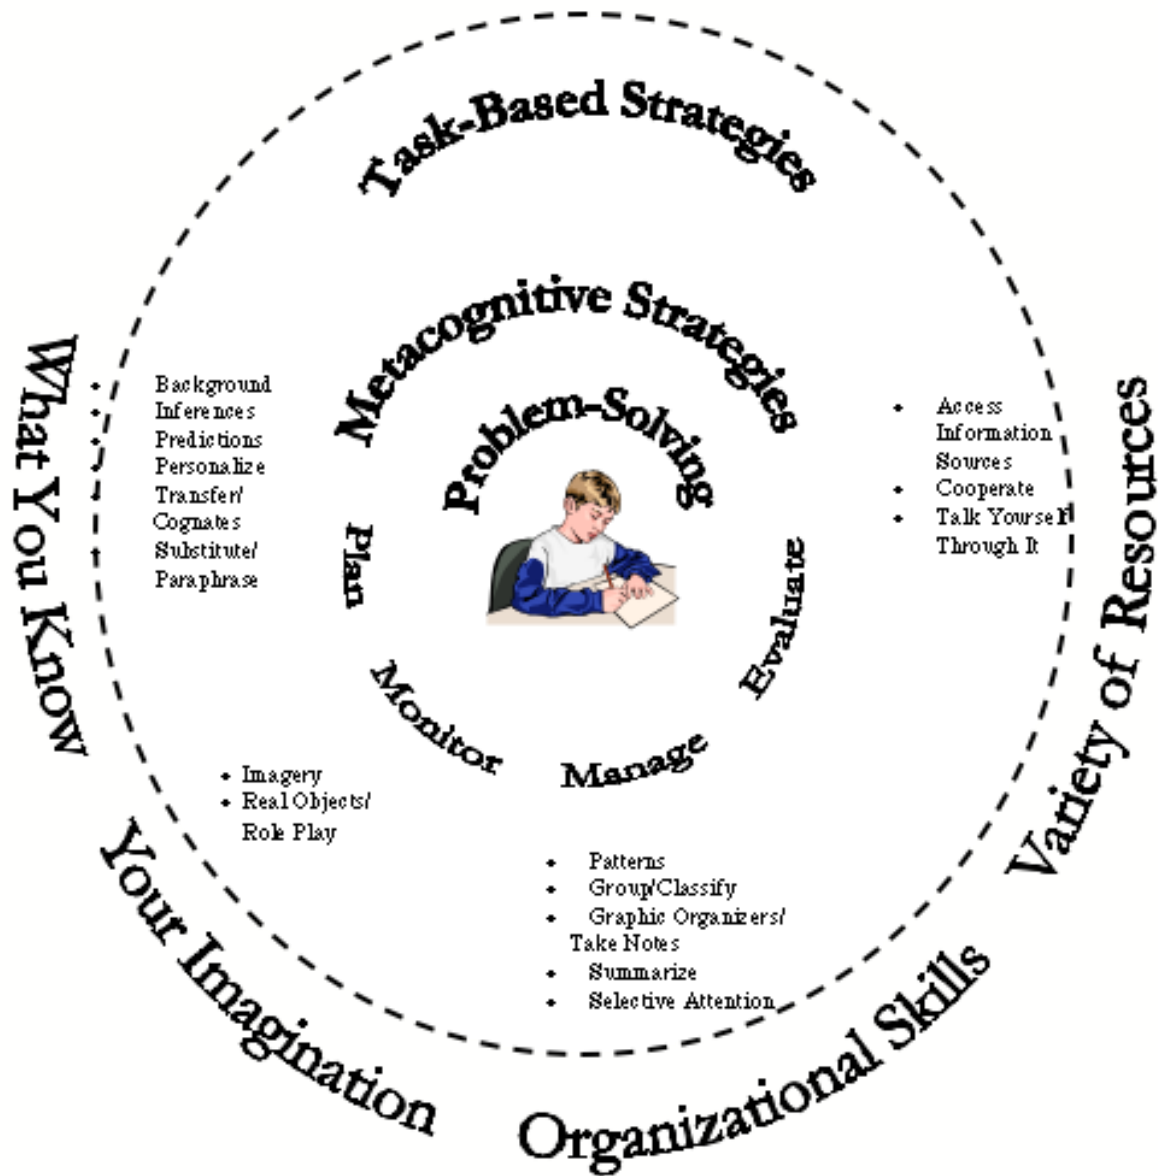 Task-Based Strategies
Metacognitive Strategies
Problem-Solving
Plan
Monitor
Manage
Evaluate
What You Know
• Background
• Inferences
• Predictions
• Personalize
• Transfer/
Cognates
• Substitute/
Paraphrase
Your Imagination
• Imagery
• Real Objects/
Role Play
Organizational Skills
• Patterns
• Group/Classify
• Graphic Organizers/
Take Notes
• Summarize
• Selective Attention
Variety of Resources
• Access
Information
Sources
• Cooperate
• Talk Yourself
Through It